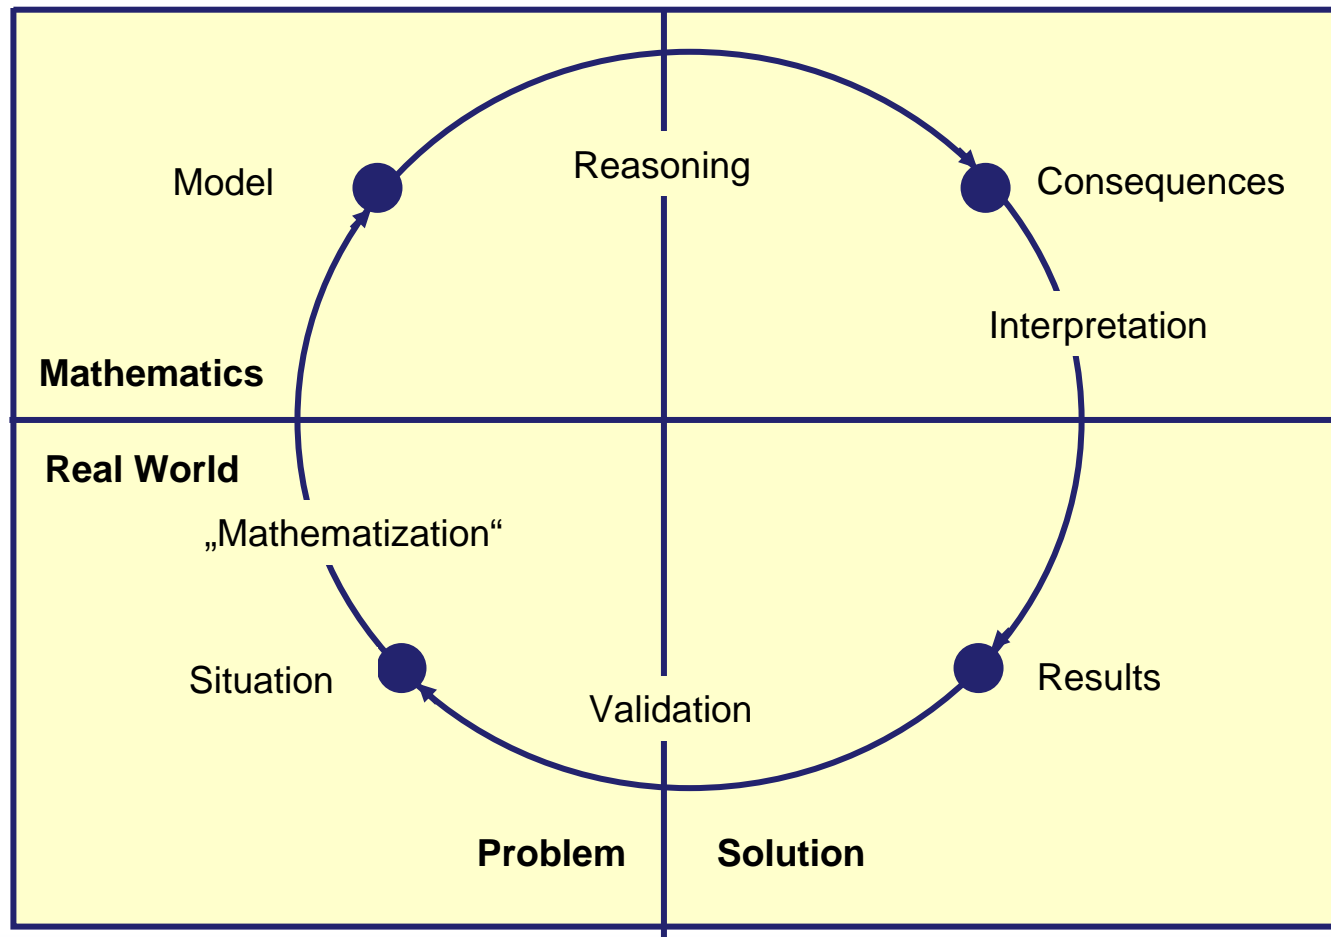 Reasoning
Model
Consequences
Interpretation
Mathematics
Real World
„Mathematization“
Situation
Results
Validation
Problem
Solution